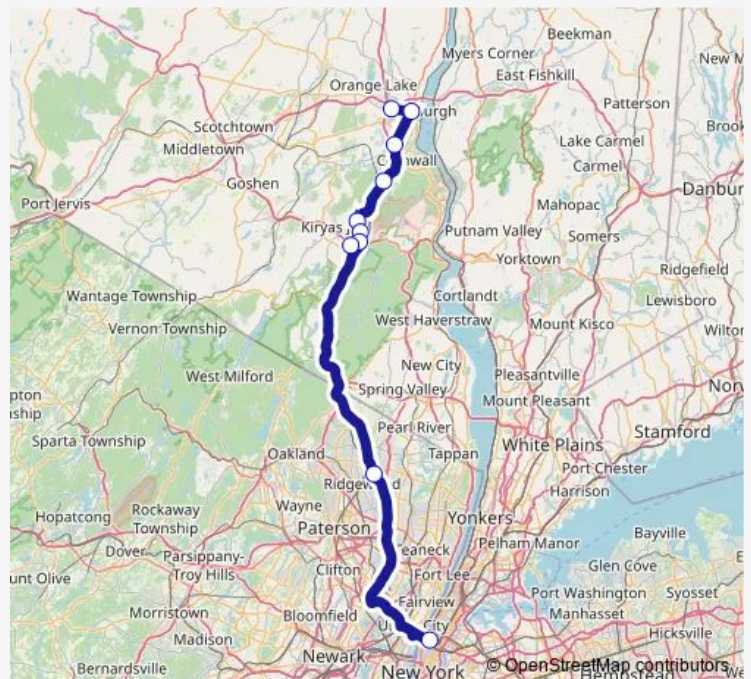 Beekman
Myers Corner
New M
East Fishkill
Orange Lake
Patterson
urgh
Scotchtown
Middletown
Lake Carmel
Brook
Carmel
C
wall
Goshen
Danbur
Port Jervis
Mahopac
Kiryas
Putnam Valley
Somers
Yorktown
Ridgefield
Wantage Township
Cortlandt
Lewisboro
Vernon Township
West Haverstraw
Mount Kisco
Wilton
New City
West Milford
Pleasantville
pton
ship
Spring Valley
Mount Pleasant
Norw
Sparta Township
Pearl River
Stamford
Oakland
Tappan
White Plains
Port Chester
Ridgew
Harrison
Hopatcong
Rockaway
Township
Wayne
Paterson
Yonkers
Dover
Parsippany-
Troy Hills
eaneck
Pelham Manor
Bayville
unt Olive
Clifton
Fort Lee
Glen Cove
Port Washington
Syosset
Morristown
Bloomfield
Fairview
Manhasset
Madison
U
City
Hicksville
Newark
Bernardsville
New York
© OpenStreetMap contributors
Hempstead